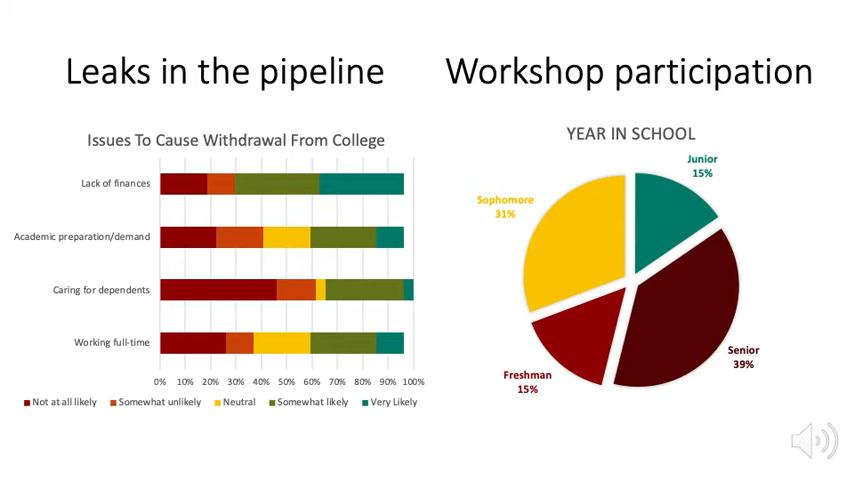 Leaks in the pipeline
Issues To Cause Withdrawal From College
Lack of finances
Academic preparation/demand
Caring for dependents
Working full-time
0% 10% 20% 30% 40% 50% 60% 70% 80% 90% 100%
Not at all likely Somewhat unlikely Neutral Somewhat likely Very Likely
Workshop participation
YEAR IN SCHOOL
Junior
15%
Sophomore
31%
Senior
39%
Freshman
15%